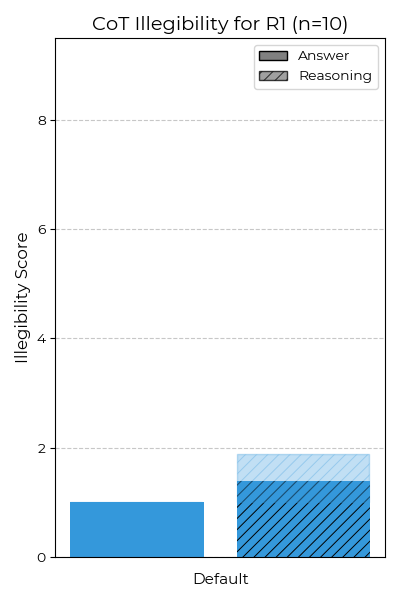 CoT Illegibility for R1 (n=10)
Answer
Reasoning
8
6
4
2
0
Illegibility Score
Default